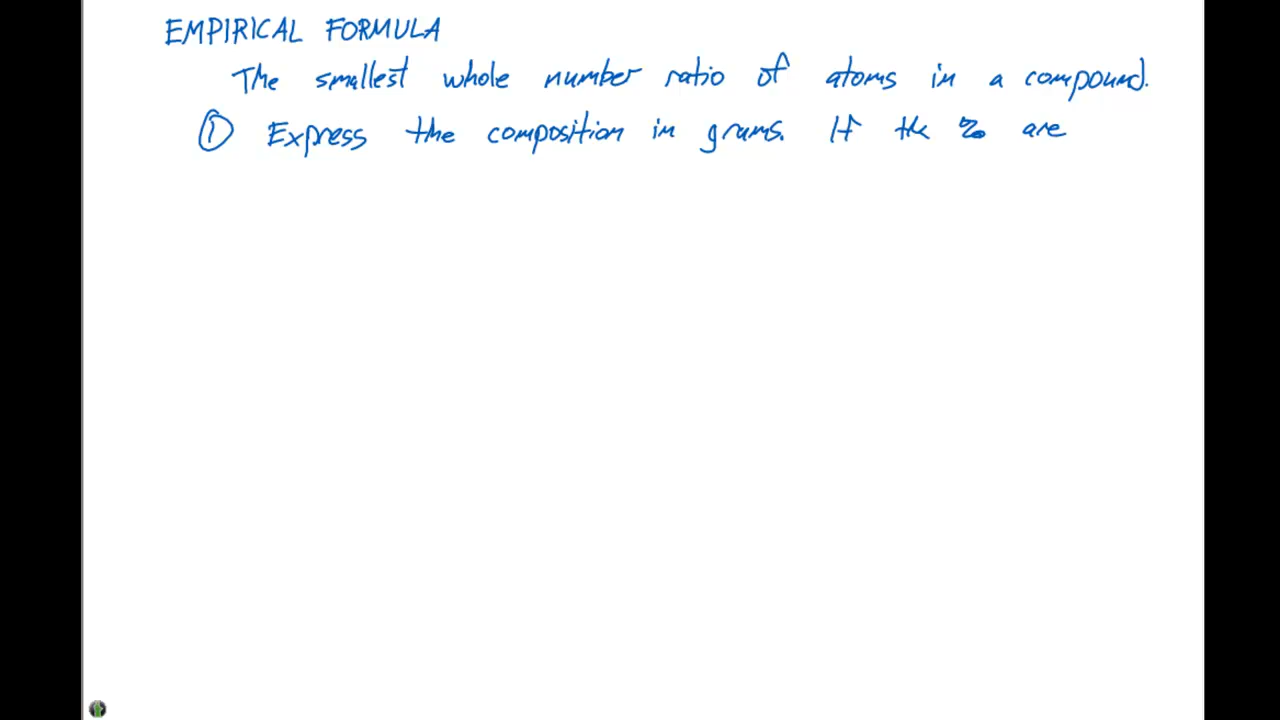 EMPIRICAL FORMULA
The smallest whole number ratio of atoms in a compound.
① Express the composition in grams. If the % are